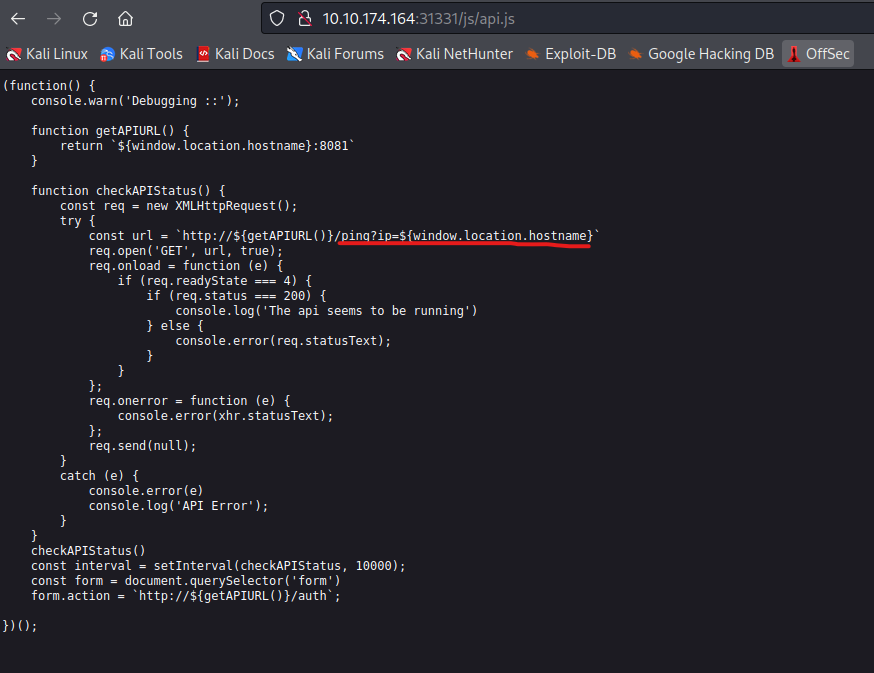 10.10.174.164:31331/js/api.js
Kali Linux Kali Tools Kali Docs Kali Forums Kali NetHunter Exploit-DB Google Hacking DB OffSec
(function() {
    console.warn('Debugging ::');

    function getAPIURL() {
        return `${window.location.hostname}:8081`
    }

    function checkAPIStatus() {
        const req = new XMLHttpRequest();
        try {
            const url = `http://${getAPIURL()}/ping?ip=${window.location.hostname}`
            req.open('GET', url, true);
            req.onload = function (e) {
                if (req.readyState === 4) {
                    if (req.status === 200) {
                        console.log('The api seems to be running')
                    } else {
                        console.error(req.statusText);
                    }
                }
            };
            req.onerror = function (e) {
                console.error(xhr.statusText);
            };
            req.send(null);
        }
        catch (e) {
            console.error(e)
            console.log('API Error');
        }
    }
    checkAPIStatus()
    const interval = setInterval(checkAPIStatus, 10000);
    const form = document.querySelector('form')
    form.action = `http://${getAPIURL()}/auth`;

})();